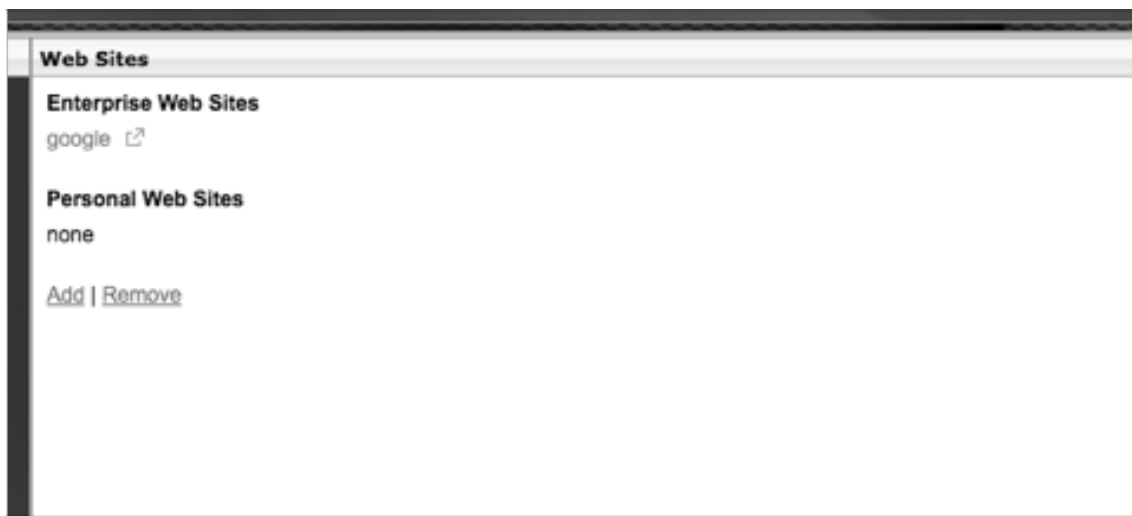 Web Sites
Enterprise Web Sites
google
Personal Web Sites
none
Add | Remove